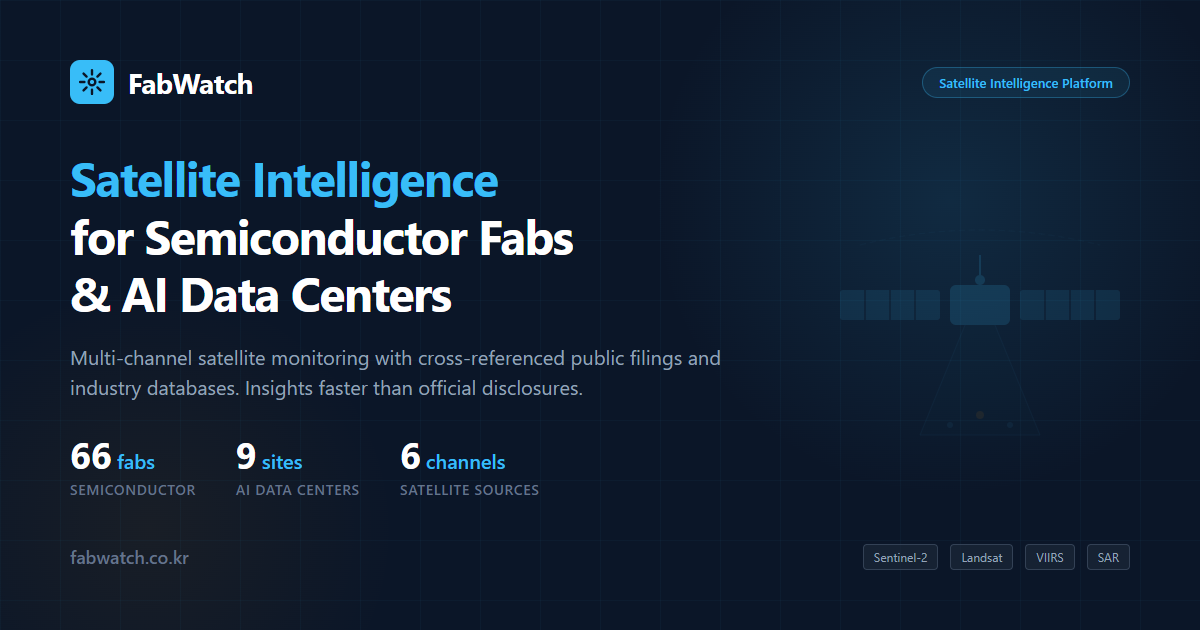 FabWatch
Satellite Intelligence Platform
Satellite Intelligence
for Semiconductor Fabs
& AI Data Centers
Multi-channel satellite monitoring with cross-referenced public filings and
industry databases. Insights faster than official disclosures.
66 fabs
SEMICONDUCTOR
9 sites
AI DATA CENTERS
6 channels
SATELLITE SOURCES
fabwatch.co.kr
Sentinel-2
Landsat
VIIRS
SAR